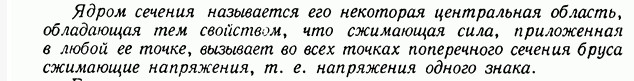 Ядром сечения называется его некоторая центральная область,
обладающая тем свойством, что сжимающая сила, приложенная
в любой ее точке, вызывает во всех точках поперечного сечения бруса
сжимающие напряжения, т. е. напряжения одного знака.